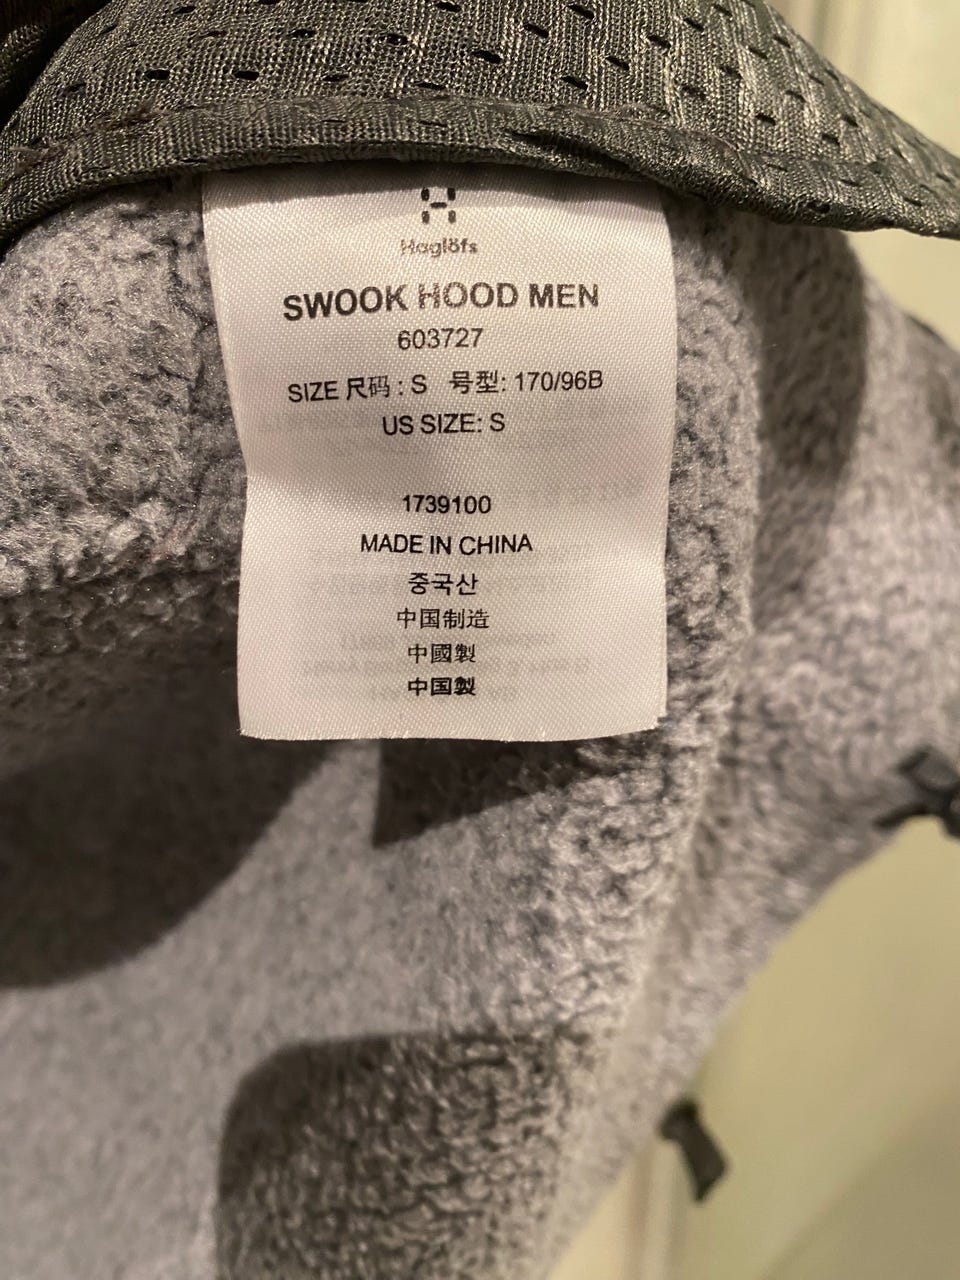 Haglöfs
SWOOK HOOD MEN
603727
SIZE 尺码 : S 号型: 170/96B
US SIZE: S
1739100
MADE IN CHINA
중국산
中国制造
中國製
中国製